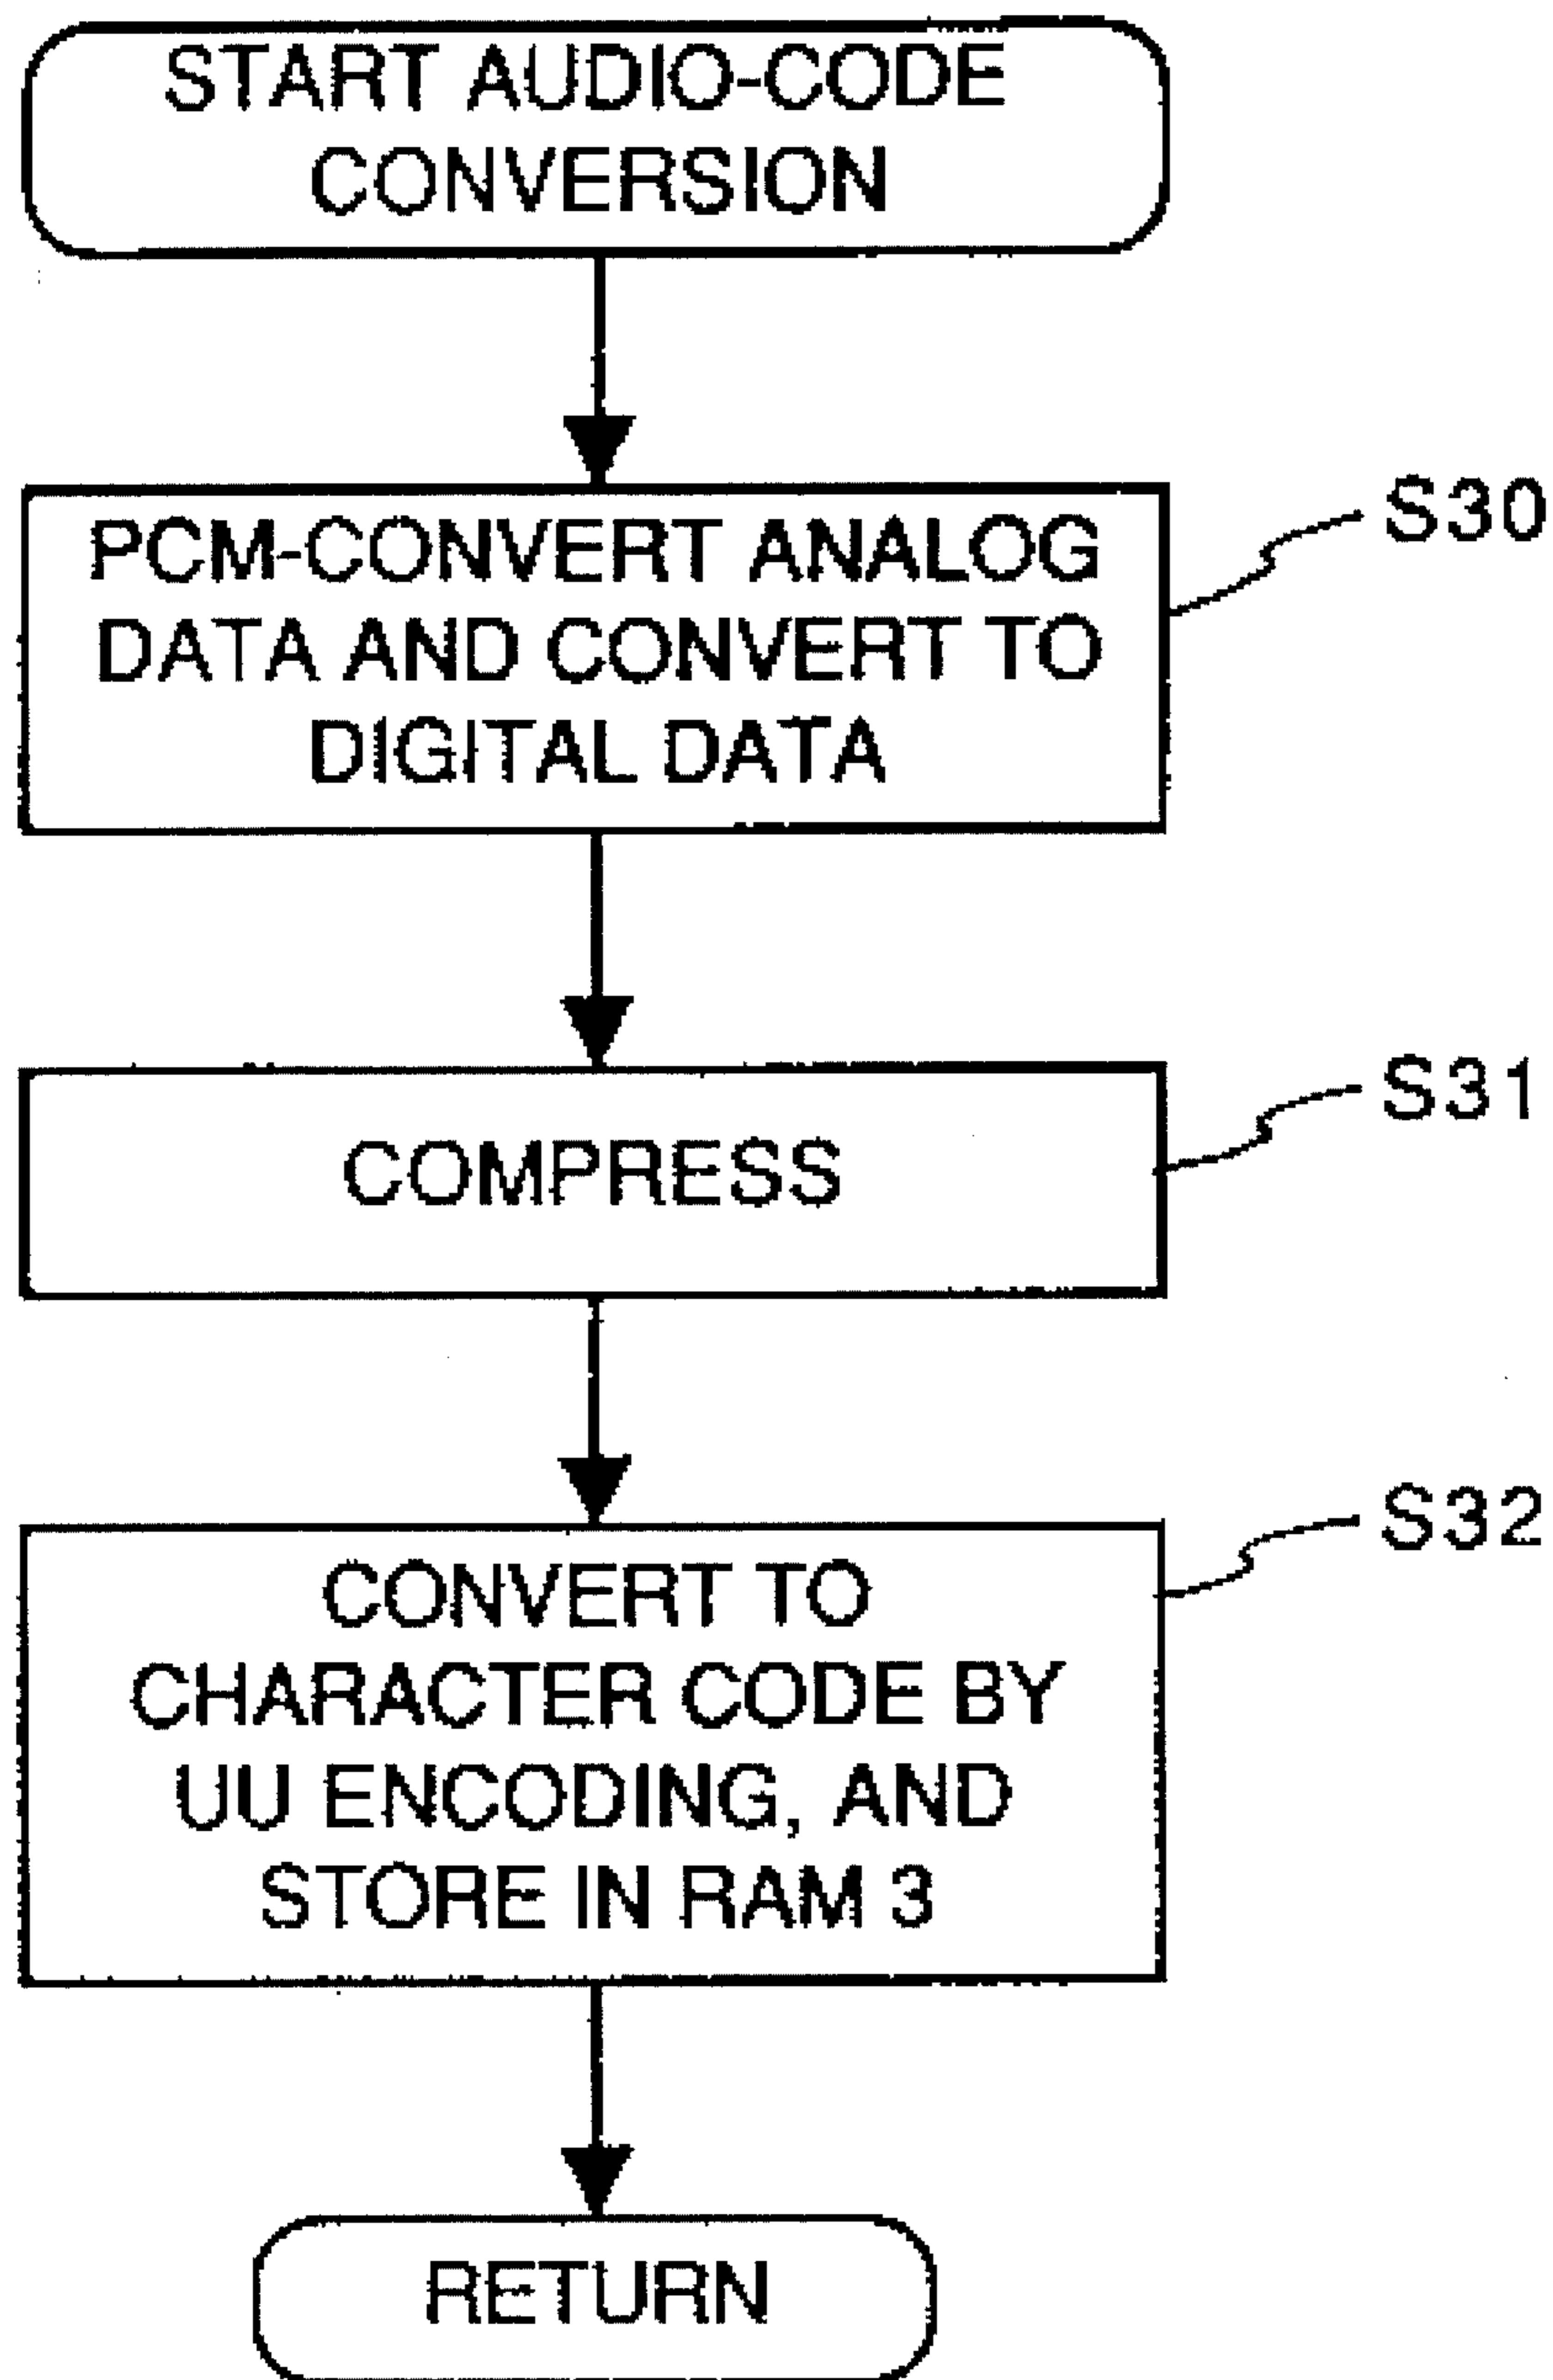 START AUDIO-CODE
CONVERSION
PCM-CONVERT ANALOG
DATA AND CONVERT TO
DIGITAL DATA
S30
COMPRESS
S31
CONVERT TO
CHARACTER CODE BY
UU ENCODING, AND
STORE IN RAM 3
S32
RETURN